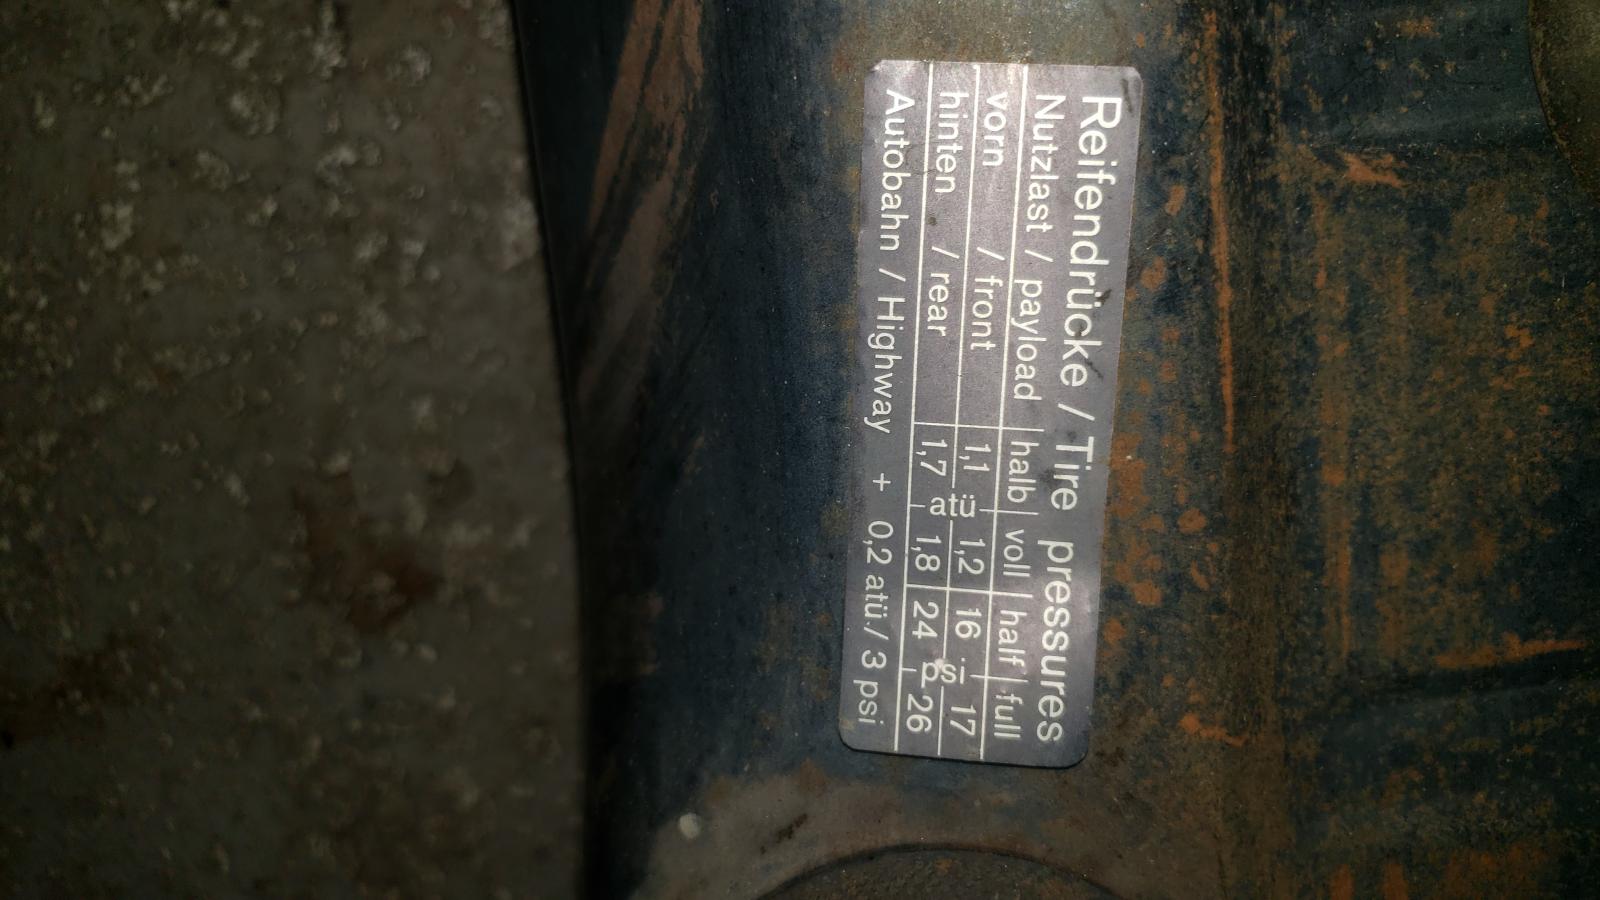 Reifendrücke / Tire pressures
Nutzlast / payload halb voll half full
vorn / front 1,1 atü 1,2 16 psi 17
hinten / rear 1,7 1,8 24 26
Autobahn / Highway + 0,2 atü./ 3 psi